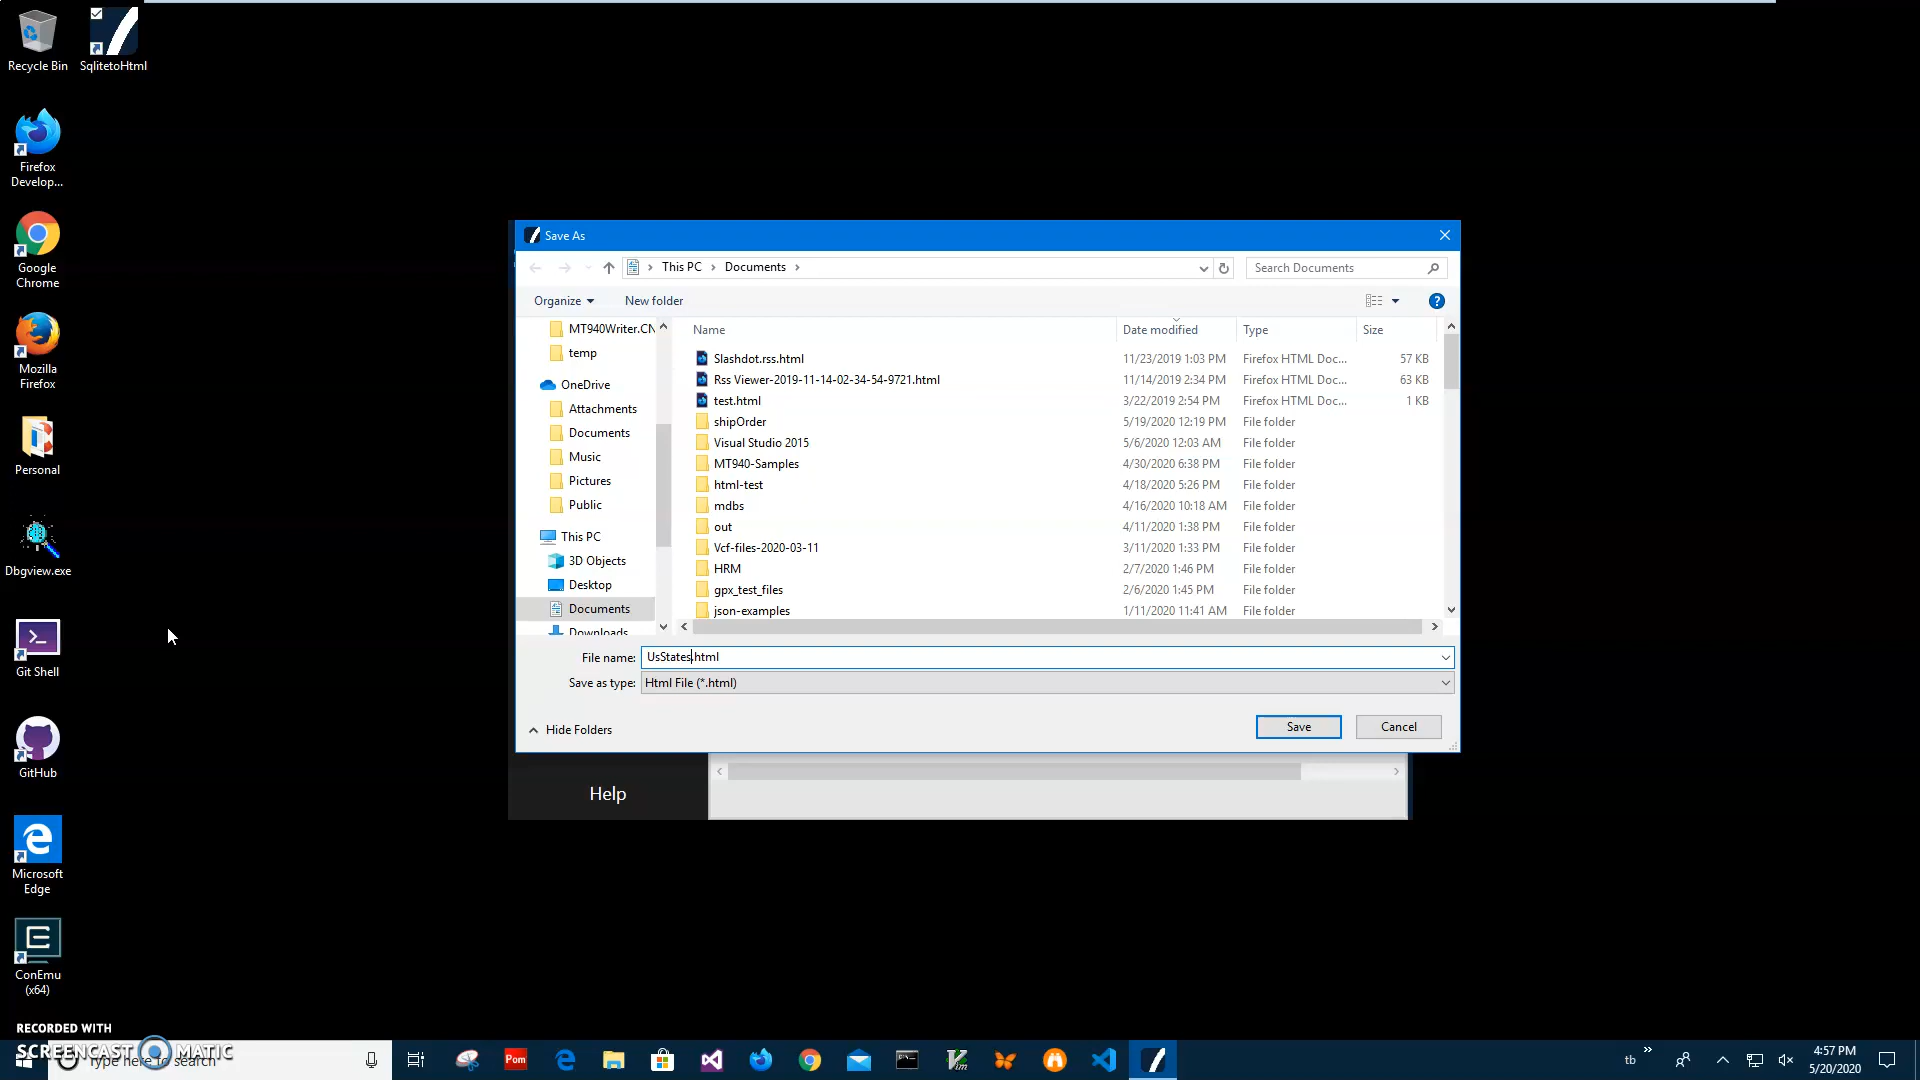 Recycle Bin
SqlitetoHtml
Firefox
Develop...
Google
Chrome
Mozilla
Firefox
Personal
Dbgview.exe
Git Shell
GitHub
Microsoft
Edge
ConEmu
(x64)
Save As
This PC > Documents >
Search Documents
Organize
New folder
MT940Writer.CN
temp
OneDrive
Attachments
Documents
Music
Pictures
Public
This PC
3D Objects
Desktop
Documents
Downloads
Name Date modified Type Size
Slashdot.rss.html 11/23/2019 1:03 PM Firefox HTML Doc... 57 KB
Rss Viewer-2019-11-14-02-34-54-9721.html 11/14/2019 2:34 PM Firefox HTML Doc... 63 KB
test.html 3/22/2019 2:54 PM Firefox HTML Doc... 1 KB
shipOrder 5/19/2020 12:19 PM File folder
Visual Studio 2015 5/6/2020 12:03 AM File folder
MT940-Samples 4/30/2020 6:38 PM File folder
html-test 4/18/2020 5:26 PM File folder
mdbs 4/16/2020 10:18 AM File folder
out 4/11/2020 1:38 PM File folder
Vcf-files-2020-03-11 3/11/2020 1:33 PM File folder
HRM 2/7/2020 1:46 PM File folder
gpx_test_files 2/6/2020 1:45 PM File folder
json-examples 1/11/2020 11:41 AM File folder
File name: UsStates.html
Save as type: Html File (*.html)
Hide Folders
Save
Cancel
Help
RECORDED WITH
SCREENCAST MATIC
Type here to search
Pom
Vim
tb
4:57 PM
5/20/2020